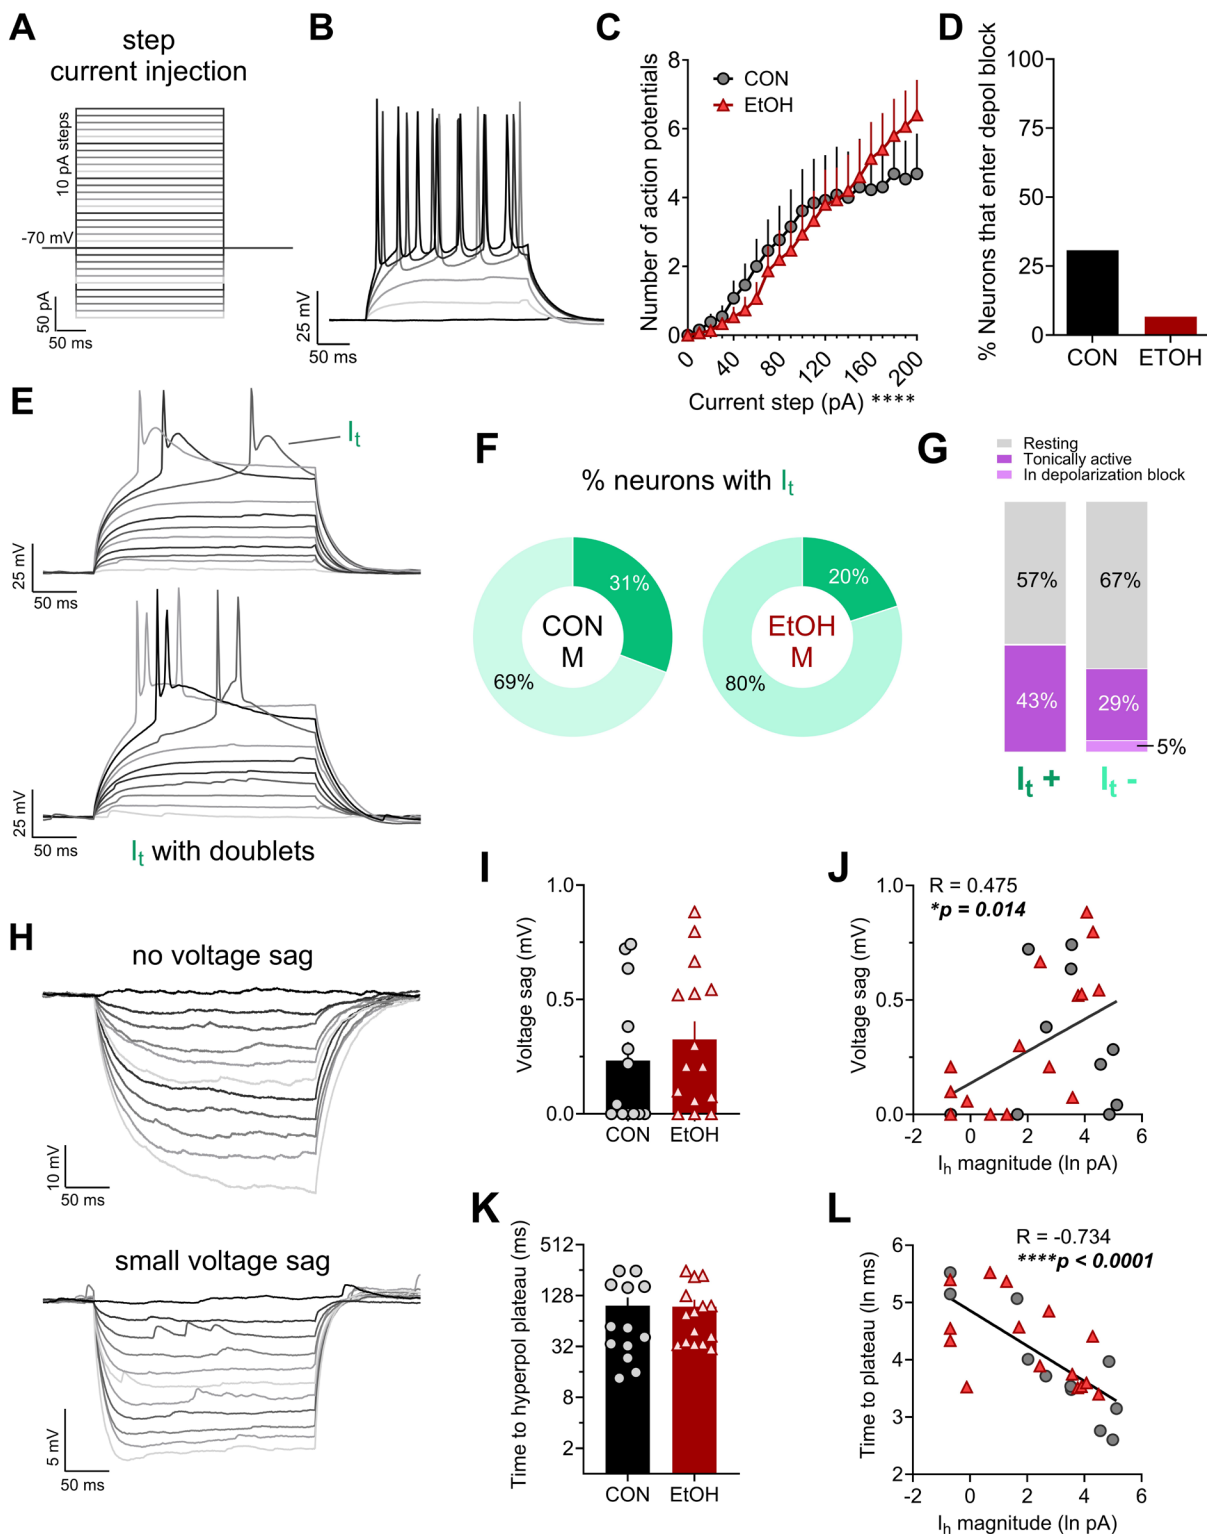 A
step
current injection
10 pA steps
-70 mV
50 pA
50 ms
B
25 mV
50 ms
C
Number of action potentials
8
6
4
2
0
CON
EtOH
0
40
80
120
160
200
Current step (pA) ****
D
% Neurons that enter depol block
100
75
50
25
0
CON
ETOH
E
It
25 mV
50 ms
25 mV
50 ms
It with doublets
F
% neurons with It
31%
69%
CON
M
20%
80%
EtOH
M
G
Resting
Tonically active
In depolarization block
57%
67%
43%
29%
5%
It +
It -
H
no voltage sag
10 mV
50 ms
small voltage sag
5 mV
50 ms
I
Voltage sag (mV)
1.0
0.5
0.0
CON
EtOH
J
R = 0.475
*p = 0.014
Voltage sag (mV)
1.0
0.5
0.0
-2
0
2
4
6
Ih magnitude (ln pA)
K
Time to hyperpol plateau (ms)
512
128
32
8
2
CON
EtOH
L
R = -0.734
****p < 0.0001
Time to plateau (ln ms)
6
5
4
3
2
-2
0
2
4
6
Ih magnitude (ln pA)